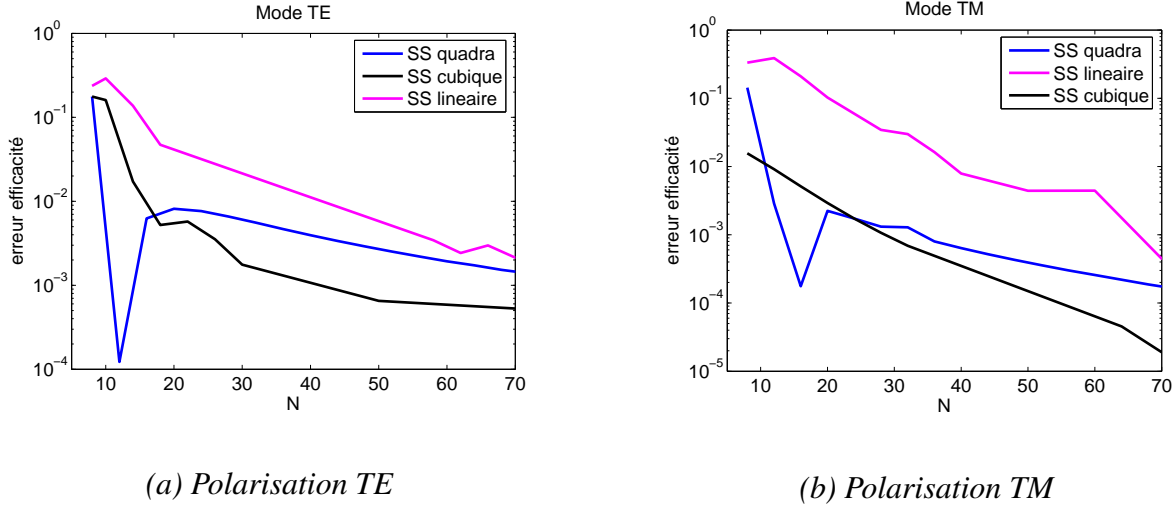 Mode TE
10^0
10^-1
10^-2
10^-3
10^-4
erreur efficacité
10 20 30 40 50 60 70
N
SS quadra
SS cubique
SS lineaire
(a) Polarisation TE
Mode TM
10^0
10^-1
10^-2
10^-3
10^-4
10^-5
erreur efficacité
10 20 30 40 50 60 70
N
SS quadra
SS lineaire
SS cubique
(b) Polarisation TM